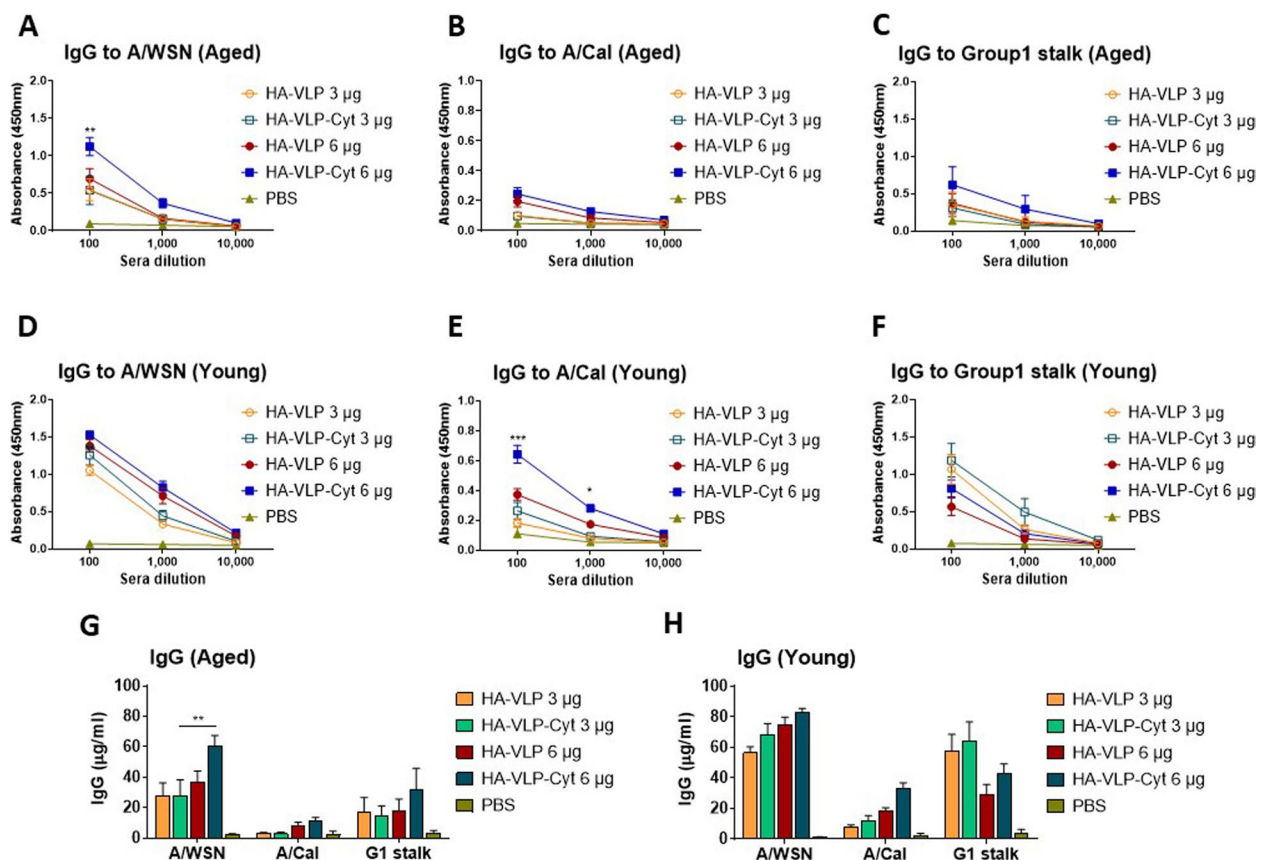 A
IgG to A/WSN (Aged)
Absorbance (450nm)
2.0
1.5
1.0
0.5
0.0
**
100
1,000
10,000
Sera dilution
HA-VLP 3 µg
HA-VLP-Cyt 3 µg
HA-VLP 6 µg
HA-VLP-Cyt 6 µg
PBS
B
IgG to A/Cal (Aged)
Absorbance (450nm)
1.0
0.8
0.6
0.4
0.2
0.0
100
1,000
10,000
Sera dilution
HA-VLP 3 µg
HA-VLP-Cyt 3 µg
HA-VLP 6 µg
HA-VLP-Cyt 6 µg
PBS
C
IgG to Group1 stalk (Aged)
Absorbance (450nm)
2.0
1.5
1.0
0.5
0.0
100
1,000
10,000
Sera dilution
HA-VLP 3 µg
HA-VLP-Cyt 3 µg
HA-VLP 6 µg
HA-VLP-Cyt 6 µg
PBS
D
IgG to A/WSN (Young)
Absorbance (450nm)
2.0
1.5
1.0
0.5
0.0
100
1,000
10,000
Sera dilution
HA-VLP 3 µg
HA-VLP-Cyt 3 µg
HA-VLP 6 µg
HA-VLP-Cyt 6 µg
PBS
E
IgG to A/Cal (Young)
Absorbance (450nm)
1.0
0.8
0.6
0.4
0.2
0.0
***
*
100
1,000
10,000
Sera dilution
HA-VLP 3 µg
HA-VLP-Cyt 3 µg
HA-VLP 6 µg
HA-VLP-Cyt 6 µg
PBS
F
IgG to Group1 stalk (Young)
Absorbance (450nm)
2.0
1.5
1.0
0.5
0.0
100
1,000
10,000
Sera dilution
HA-VLP 3 µg
HA-VLP-Cyt 3 µg
HA-VLP 6 µg
HA-VLP-Cyt 6 µg
PBS
G
IgG (Aged)
IgG (µg/ml)
100
80
60
40
20
0
**
A/WSN
A/Cal
G1 stalk
HA-VLP 3 µg
HA-VLP-Cyt 3 µg
HA-VLP 6 µg
HA-VLP-Cyt 6 µg
PBS
H
IgG (Young)
IgG (µg/ml)
100
80
60
40
20
0
A/WSN
A/Cal
G1 stalk
HA-VLP 3 µg
HA-VLP-Cyt 3 µg
HA-VLP 6 µg
HA-VLP-Cyt 6 µg
PBS